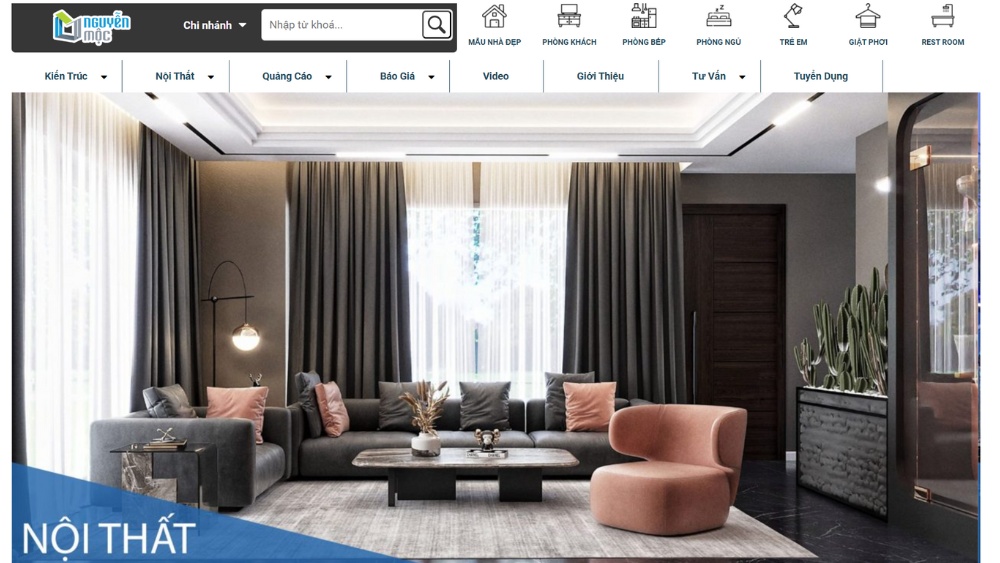 NGUYỄN
MỘC
Chi nhánh
Nhập từ khoá...
MẪU NHÀ ĐẸP
PHÒNG KHÁCH
PHÒNG BẾP
PHÒNG NGỦ
TRẺ EM
GIẶT PHƠI
REST ROOM
Kiến Trúc
Nội Thất
Quảng Cáo
Báo Giá
Video
Giới Thiệu
Tư Vấn
Tuyển Dụng
NỘI THẤT